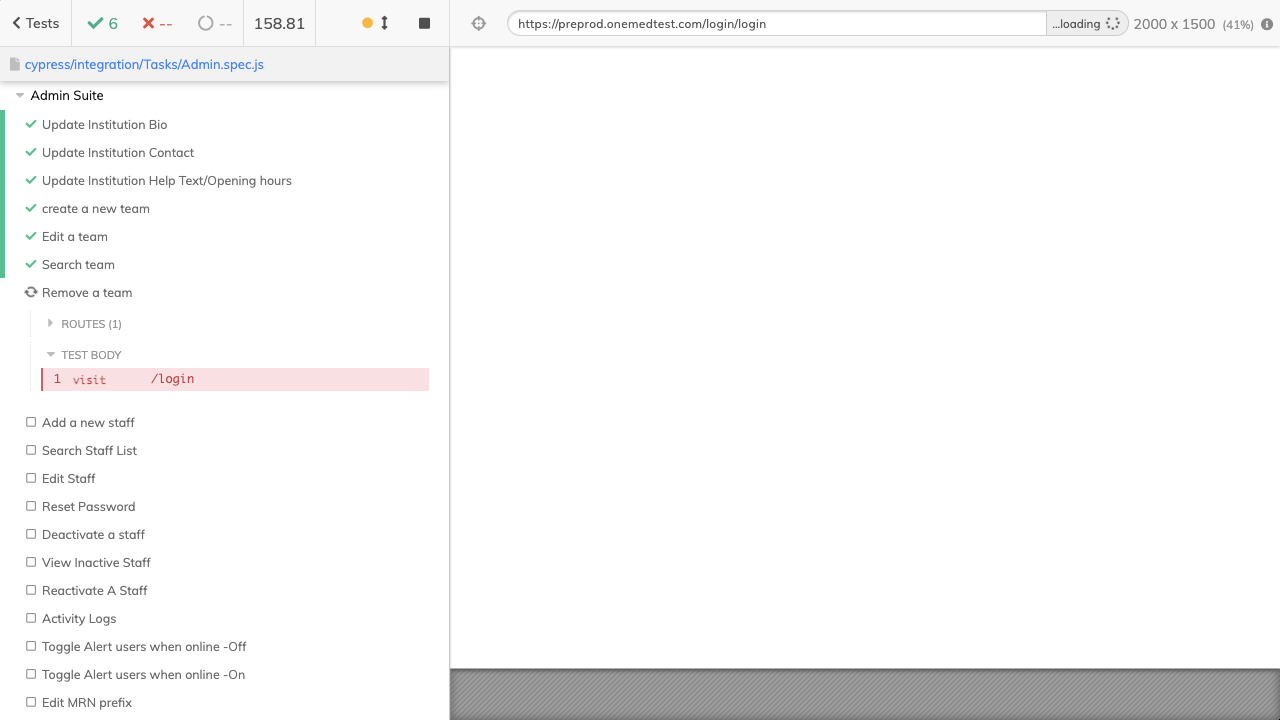 Tests 6 -- -- 158.81 https://preprod.onemedtest.com/login/login ...loading 2000 x 1500 (41%)
cypress/integration/Tasks/Admin.spec.js
Admin Suite
Update Institution Bio
Update Institution Contact
Update Institution Help Text/Opening hours
create a new team
Edit a team
Search team
Remove a team
ROUTES (1)
TEST BODY
1 visit /login
Add a new staff
Search Staff List
Edit Staff
Reset Password
Deactivate a staff
View Inactive Staff
Reactivate A Staff
Activity Logs
Toggle Alert users when online -Off
Toggle Alert users when online -On
Edit MRN prefix